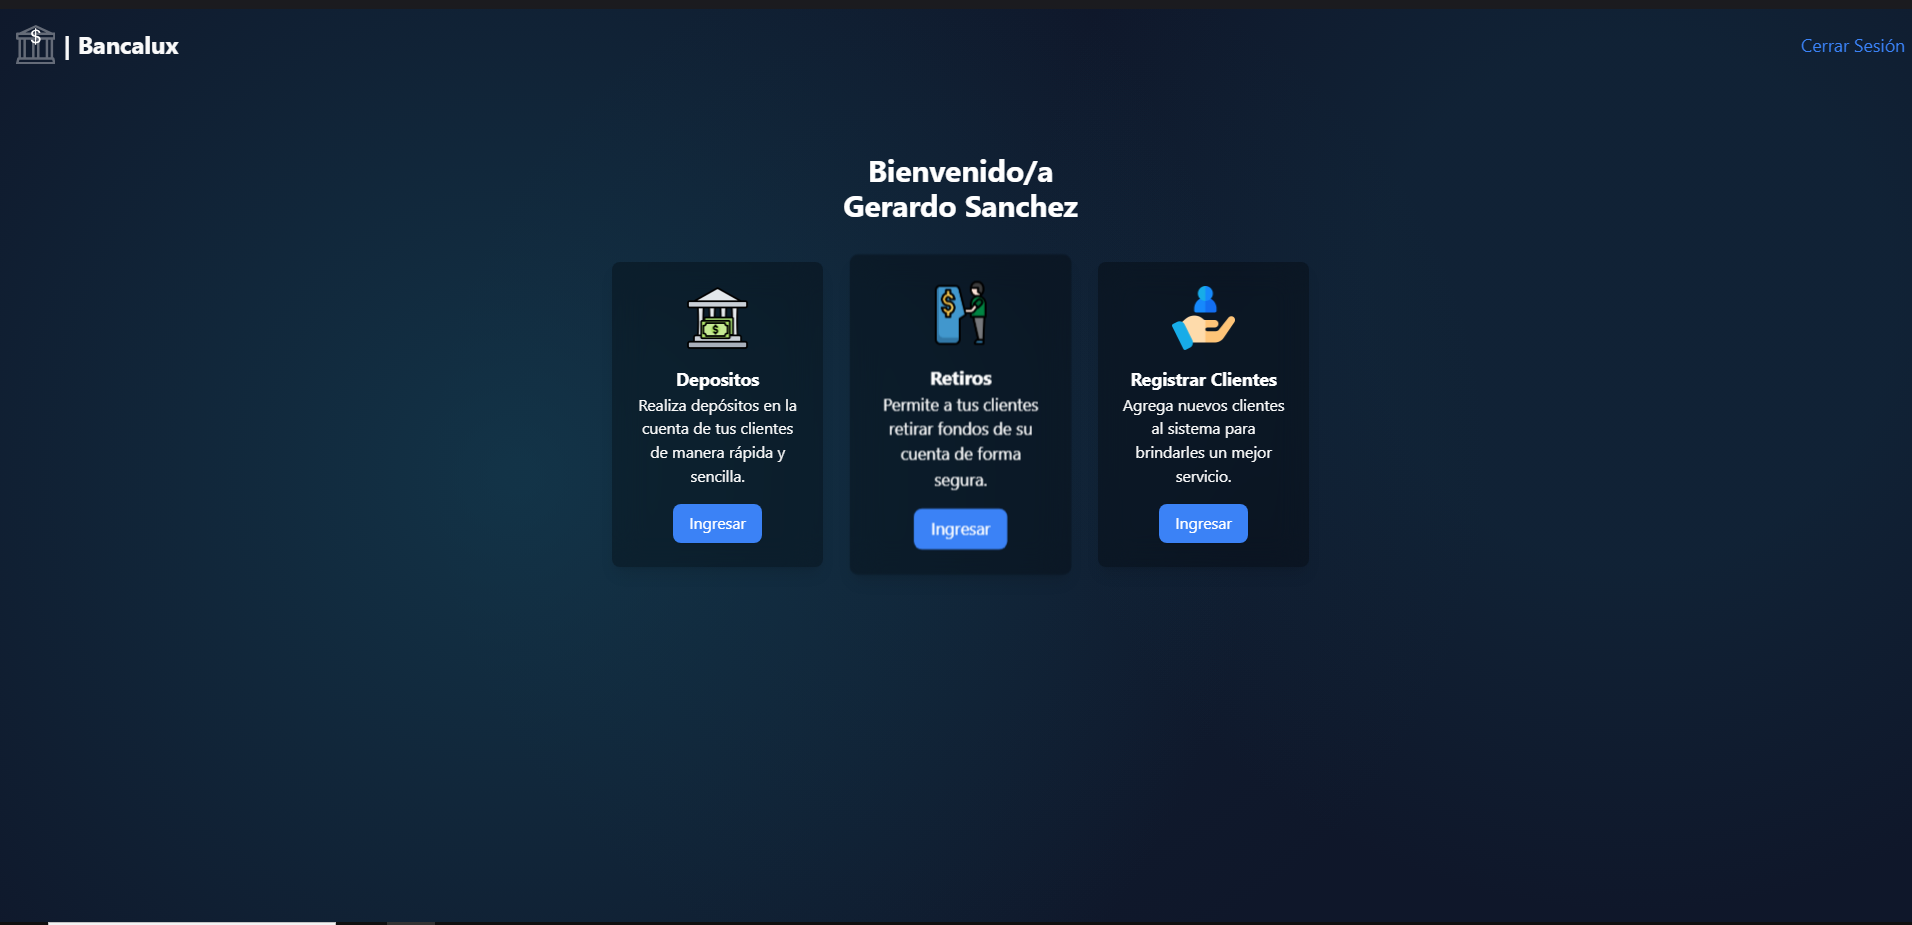 $
| Bancalux
Cerrar Sesión
Bienvenido/a
Gerardo Sanchez
$
Depositos
Realiza depósitos en la
cuenta de tus clientes
de manera rápida y
sencilla.
Ingresar
$
Retiros
Permite a tus clientes
retirar fondos de su
cuenta de forma
segura.
Ingresar
Registrar Clientes
Agrega nuevos clientes
al sistema para
brindarles un mejor
servicio.
Ingresar